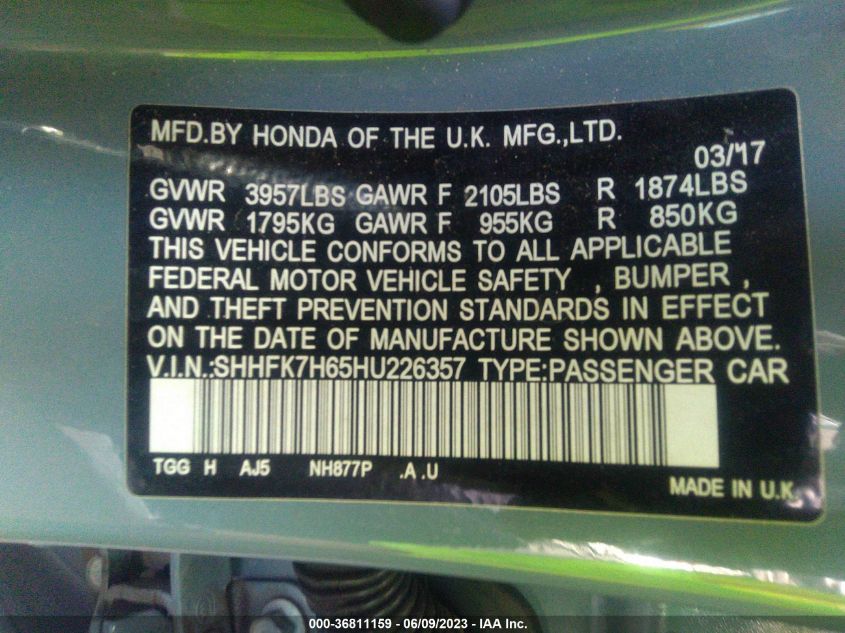 MFD.BY HONDA OF THE U.K. MFG.,LTD.
03/17
GVWR 3957LBS GAWR F 2105LBS R 1874LBS
GVWR 1795KG GAWR F 955KG R 850KG
THIS VEHICLE CONFORMS TO ALL APPLICABLE
FEDERAL MOTOR VEHICLE SAFETY , BUMPER ,
AND THEFT PREVENTION STANDARDS IN EFFECT
ON THE DATE OF MANUFACTURE SHOWN ABOVE.
V.I.N.:SHHFK7H65HU226357 TYPE:PASSENGER CAR
TGG H AJ5 NH877P .A .U
MADE IN U.K.
000-36811159 - 06/09/2023 - IAA Inc.